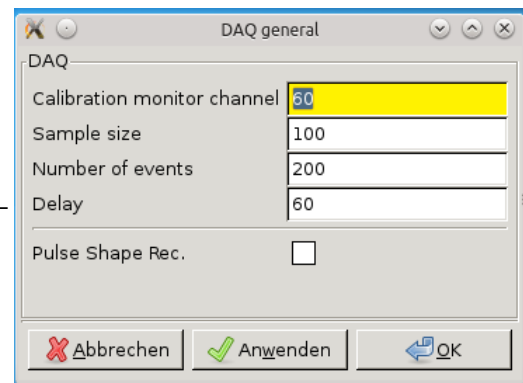 DAQ general
DAQ
Calibration monitor channel 60
Sample size 100
Number of events 200
Delay 60
Pulse Shape Rec.
Abbrechen Anwenden OK